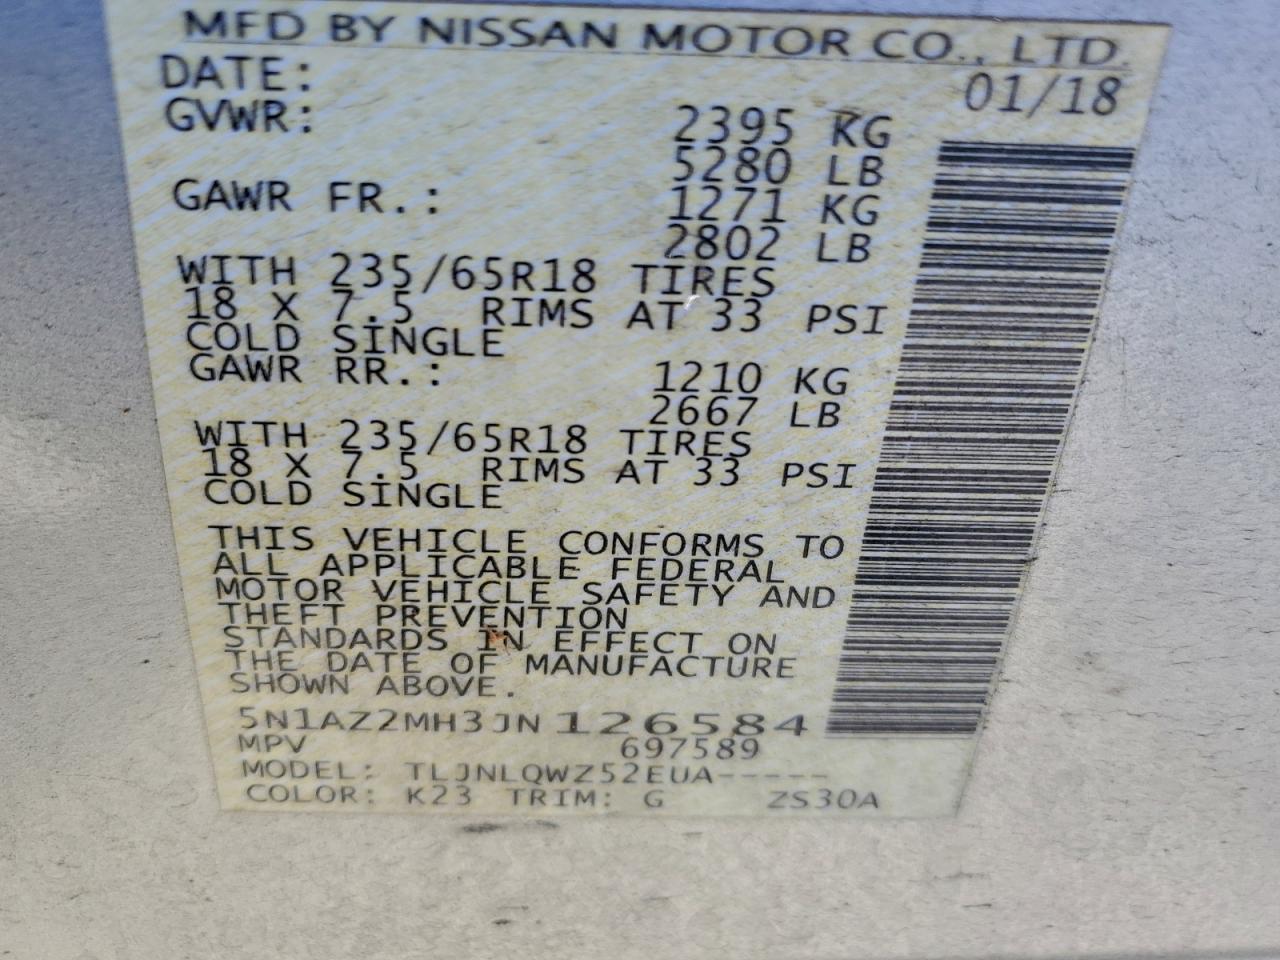 MFD BY NISSAN MOTOR CO., LTD.
DATE: 01/18
GVWR: 2395 KG
5280 LB
GAWR FR.: 1271 KG
2802 LB
WITH 235/65R18 TIRES
18 X 7.5 RIMS AT 33 PSI
COLD SINGLE
GAWR RR.: 1210 KG
2667 LB
WITH 235/65R18 TIRES
18 X 7.5 RIMS AT 33 PSI
COLD SINGLE
THIS VEHICLE CONFORMS TO
ALL APPLICABLE FEDERAL
MOTOR VEHICLE SAFETY AND
THEFT PREVENTION
STANDARDS IN EFFECT ON
THE DATE OF MANUFACTURE
SHOWN ABOVE.
5N1AZ2MH3JN126584
MPV 697589
MODEL: TLJNLQWZ52EUA-----
COLOR: K23 TRIM: G ZS30A